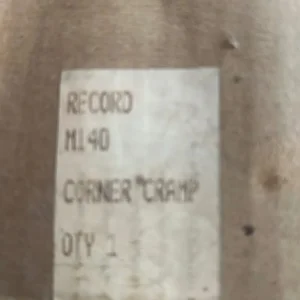 RECORD
M140
CORNER CRAMP
QTY 1